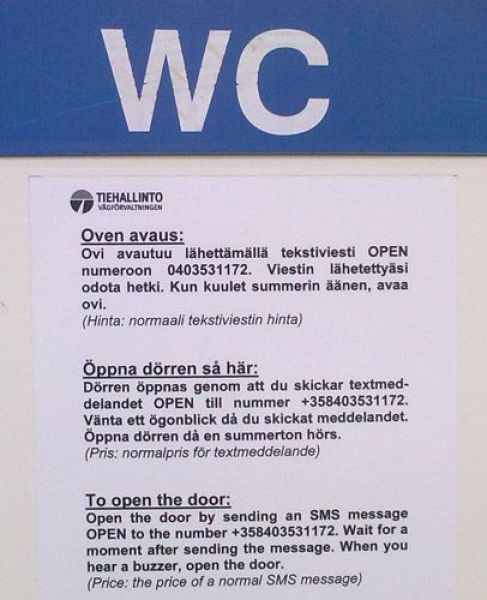 WC
TIEHALLINTO
VÄGFÖRVALTNINGEN
Oven avaus:
Ovi avautuu lähettämällä tekstiviesti OPEN
numeroon 0403531172. Viestin lähetettyäsi
odota hetki. Kun kuulet summerin äänen, avaa
ovi.
(Hinta: normaali tekstiviestin hinta)
Öppna dörren så här:
Dörren öppnas genom att du skickar textmed-
delandet OPEN till nummer +358403531172.
Vänta ett ögonblick då du skickat meddelandet.
Öppna dörren då en summerton hörs.
(Pris: normalpris för textmeddelande)
To open the door:
Open the door by sending an SMS message
OPEN to the number +358403531172. Wait for a
moment after sending the message. When you
hear a buzzer, open the door.
(Price: the price of a normal SMS message)